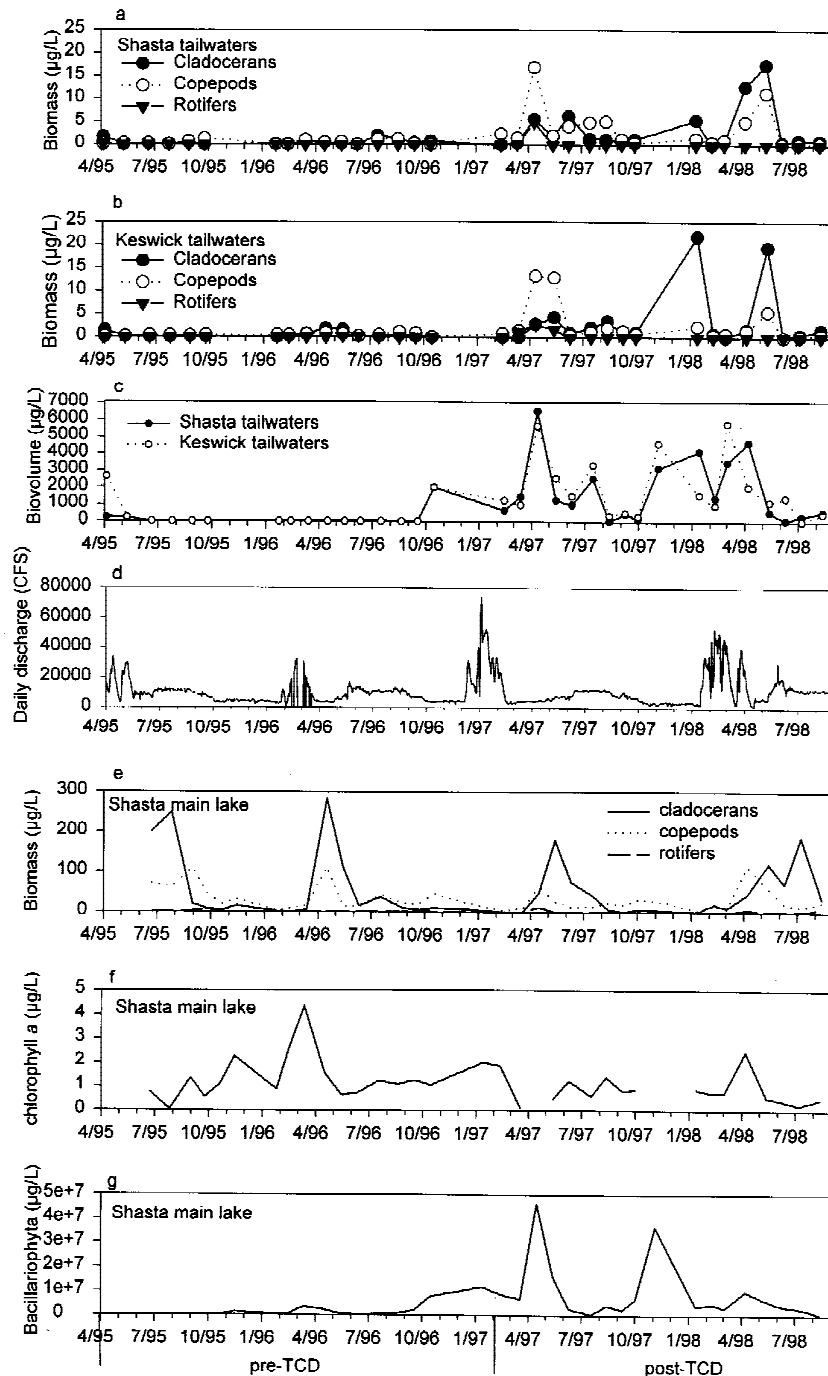 a
Biomass (µg/L)
25
20
15
10
5
0
Shasta tailwaters
Cladocerans
Copepods
Rotifers
4/95 7/95 10/95 1/96 4/96 7/96 10/96 1/97 4/97 7/97 10/97 1/98 4/98 7/98
b
Biomass (µg/L)
25
20
15
10
5
0
Keswick tailwaters
Cladocerans
Copepods
Rotifers
4/95 7/95 10/95 1/96 4/96 7/96 10/96 1/97 4/97 7/97 10/97 1/98 4/98 7/98
c
Biovolume (µg/L)
7000
6000
5000
4000
3000
2000
1000
0
Shasta tailwaters
Keswick tailwaters
4/95 7/95 10/95 1/96 4/96 7/96 10/96 1/97 4/97 7/97 10/97 1/98 4/98 7/98
d
Daily discharge (CFS)
80000
60000
40000
20000
0
4/95 7/95 10/95 1/96 4/96 7/96 10/96 1/97 4/97 7/97 10/97 1/98 4/98 7/98
e
Biomass (µg/L)
300
200
100
0
Shasta main lake
cladocerans
copepods
rotifers
4/95 7/95 10/95 1/96 4/96 7/96 10/96 1/97 4/97 7/97 10/97 1/98 4/98 7/98
f
chlorophyll a (µg/L)
5
4
3
2
1
0
Shasta main lake
4/95 7/95 10/95 1/96 4/96 7/96 10/96 1/97 4/97 7/97 10/97 1/98 4/98 7/98
g
Bacillariophyta (µg/L)
5e+7
4e+7
3e+7
2e+7
1e+7
0
Shasta main lake
4/95 7/95 10/95 1/96 4/96 7/96 10/96 1/97 4/97 7/97 10/97 1/98 4/98 7/98
pre-TCD post-TCD